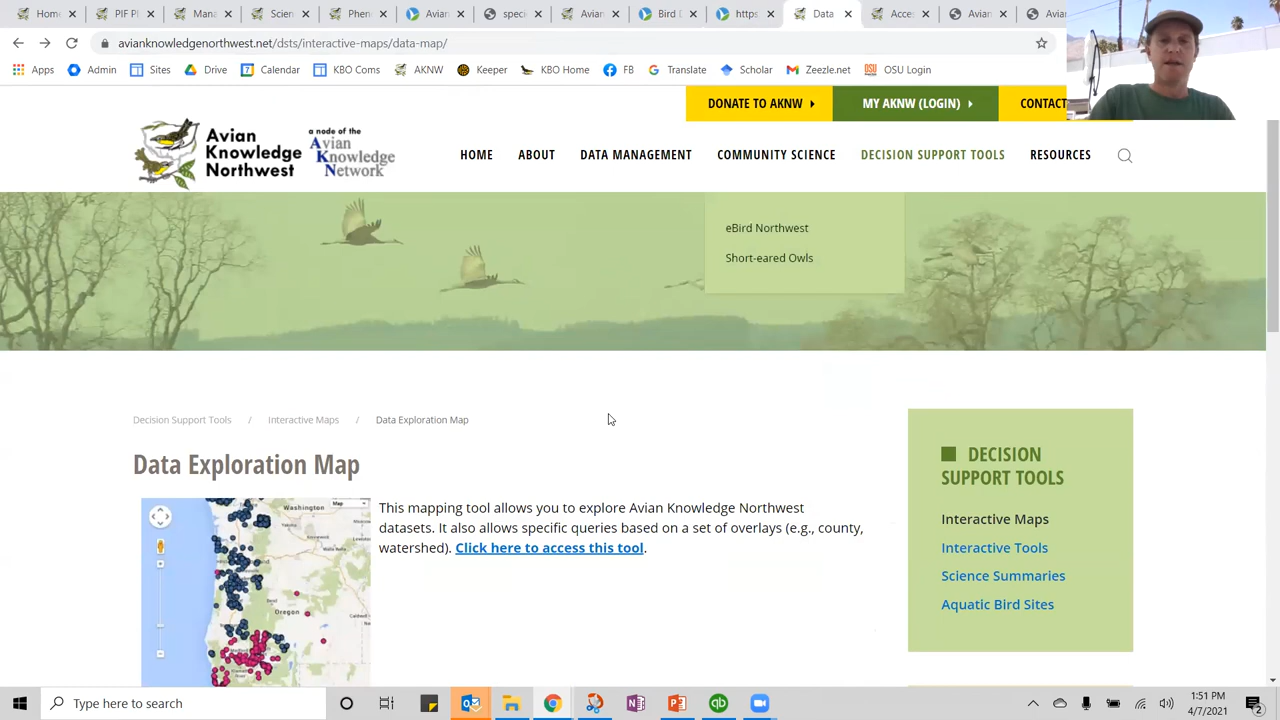 Bird i
Data
Avian
avianknowledgenorthwest.net/dsts/interactive-maps/data-map/
Apps Admin Sites Drive Calendar KBO Coms AKNW Keeper KBO Home FB Translate Scholar Zeezle.net OSU Login
DONATE TO AKNW MY AKNW (LOGIN) CONTACT
Avian
Knowledge
Northwest
a node of the
Avian
Knowledge
Network
HOME ABOUT DATA MANAGEMENT COMMUNITY SCIENCE DECISION SUPPORT TOOLS RESOURCES
eBird Northwest
Short-eared Owls
Decision Support Tools / Interactive Maps / Data Exploration Map
Data Exploration Map
Washington
Map
Oregon
Bend
Medford
This mapping tool allows you to explore Avian Knowledge Northwest
datasets. It also allows specific queries based on a set of overlays (e.g., county,
watershed). Click here to access this tool.
DECISION
SUPPORT TOOLS
Interactive Maps
Interactive Tools
Science Summaries
Aquatic Bird Sites
Type here to search
1:51 PM
4/7/2021
2